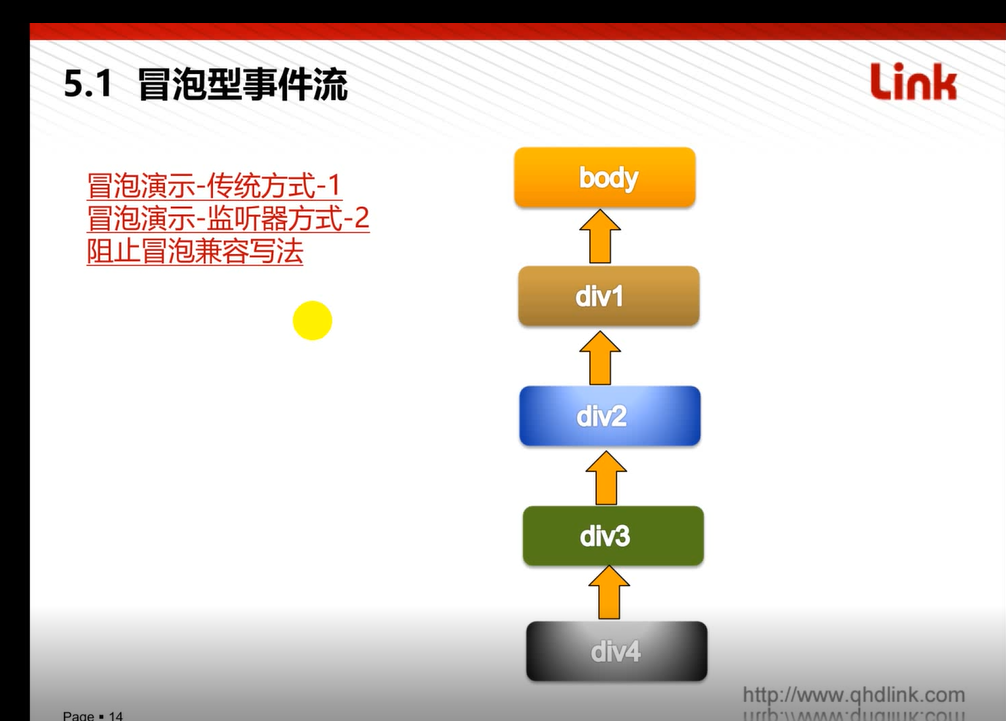 5.1 冒泡型事件流
Link
冒泡演示-传统方式-1
冒泡演示-监听器方式-2
阻止冒泡兼容写法
body
div1
div2
div3
div4
http://www.qhdlink.com
Page ▪ 14